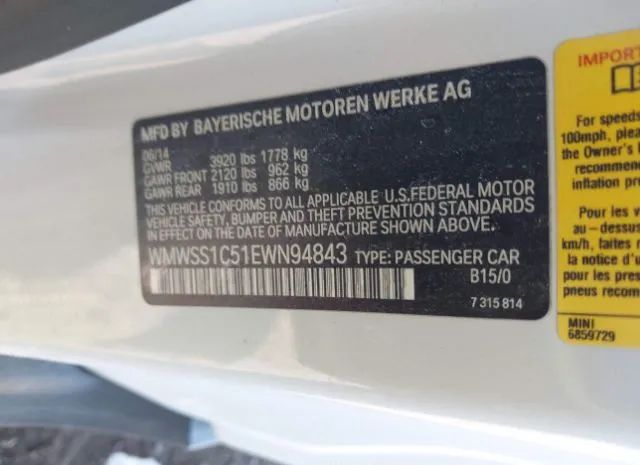 MFD BY BAYERISCHE MOTOREN WERKE AG
06/14
GVWR 3920 lbs 1778 kg
GAWR FRONT 2120 lbs 962 kg
GAWR REAR 1910 lbs 866 kg
THIS VEHICLE CONFORMS TO ALL APPLICABLE U.S.FEDERAL MOTOR
VEHICLE SAFETY, BUMPER AND THEFT PREVENTION STANDARDS
IN EFFECT ON THE DATE OF MANUFACTURE SHOWN ABOVE.
WMWSS1C51EWN94843 TYPE: PASSENGER CAR
B15/0
7 315 814
IMPORT
For speeds
100mph, plea
the Owner's
recommen
inflation pr
Pour les v
au-dessus
km/h, faites
la notice d'u
pour les pres
pneus recomm
MINI
6859729